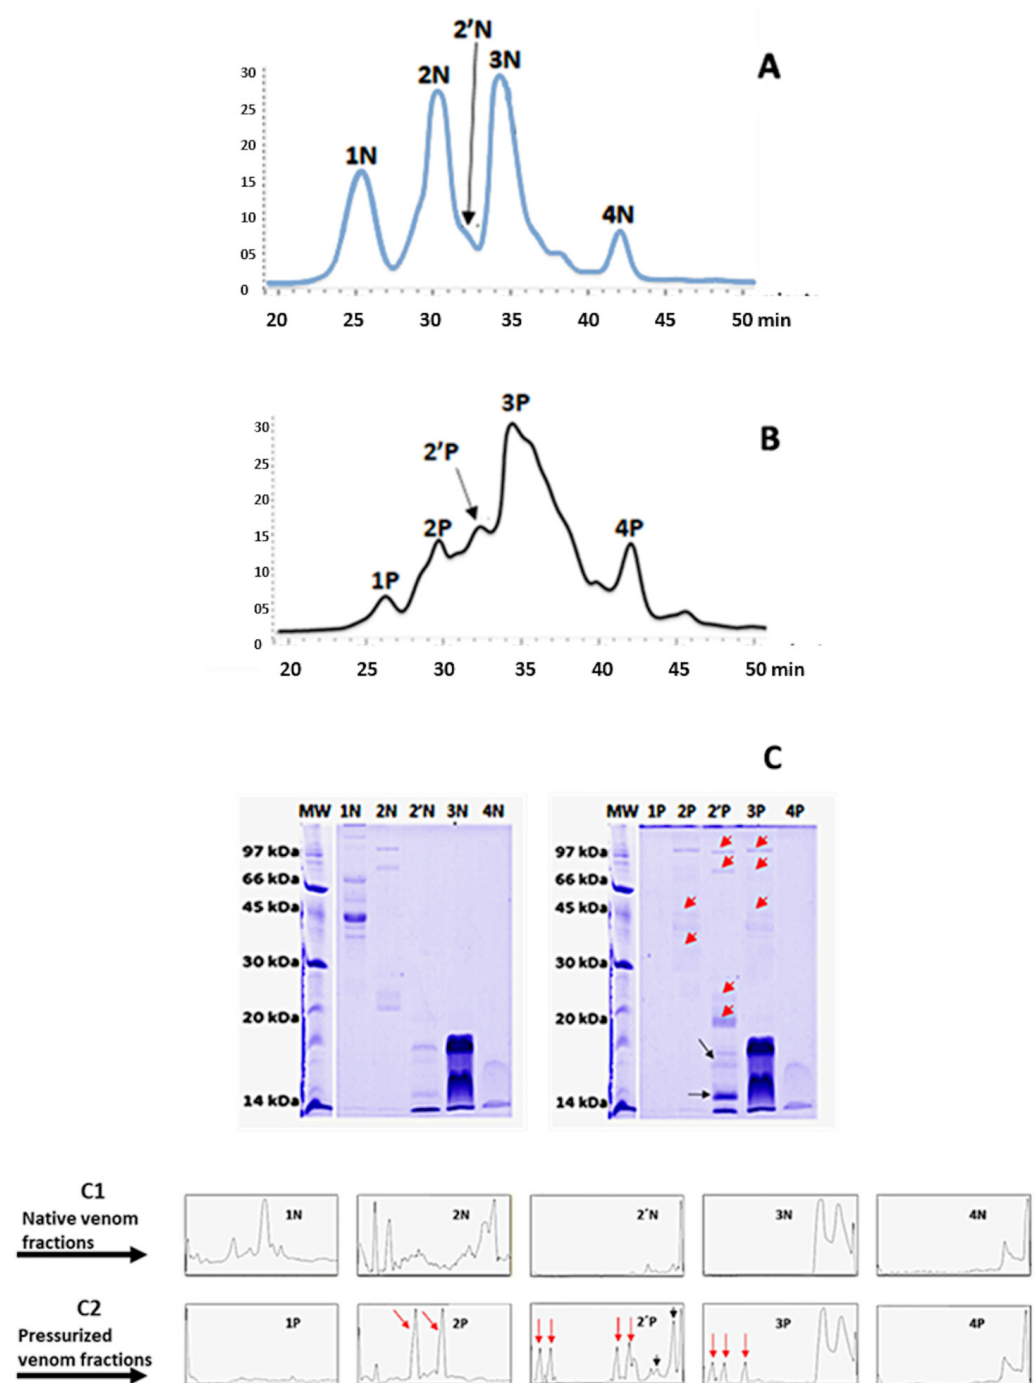 A
2'N
3N
2N
1N
4N
30
25
20
15
10
05
0
20 25 30 35 40 45 50 min
B
3P
2'P
2P
1P
4P
30
25
20
15
10
05
0
20 25 30 35 40 45 50 min
C
MW 1N 2N 2'N 3N 4N
97 kDa
66 kDa
45 kDa
30 kDa
20 kDa
14 kDa
MW 1P 2P 2'P 3P 4P
97 kDa
66 kDa
45 kDa
30 kDa
20 kDa
14 kDa
C1
Native venom
fractions
1N 2N 2'N 3N 4N
C2
Pressurized
venom fractions
1P 2P 2'P 3P 4P